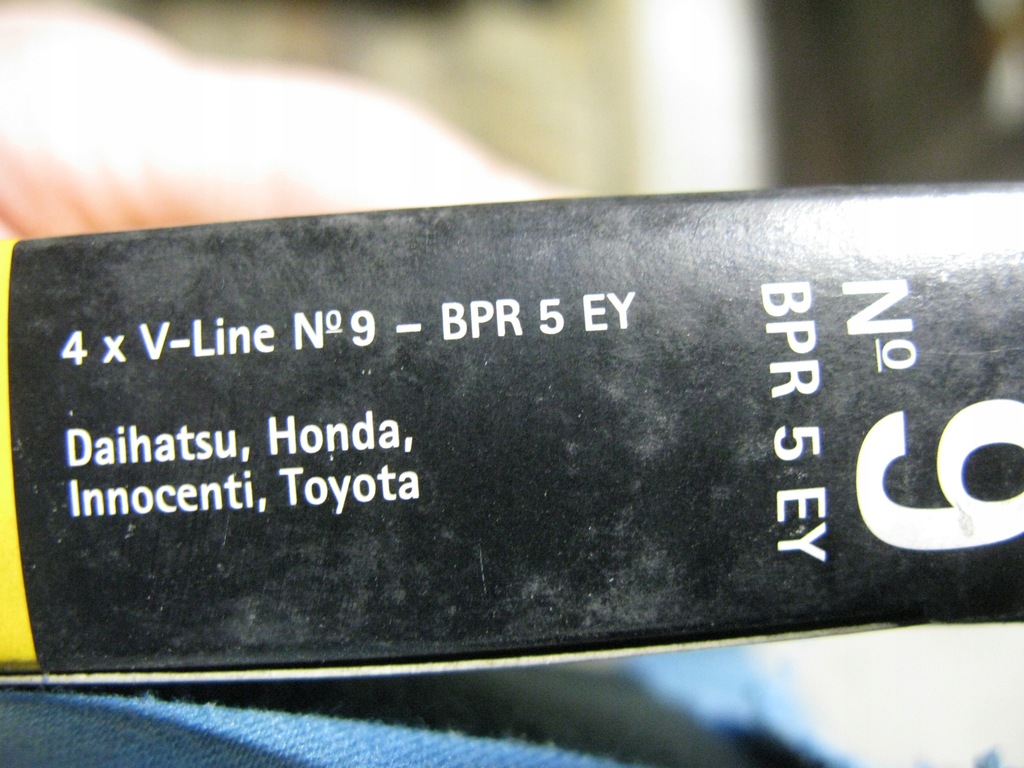 4 x V-Line Nº 9 – BPR 5 EY
Daihatsu, Honda,
Innocenti, Toyota
Nº 9
BPR 5 EY